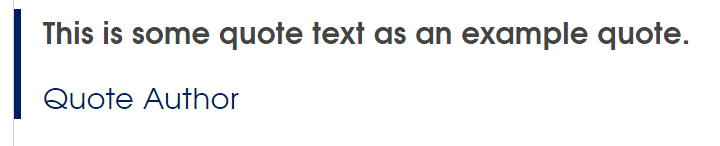 This is some quote text as an example quote.
Quote Author